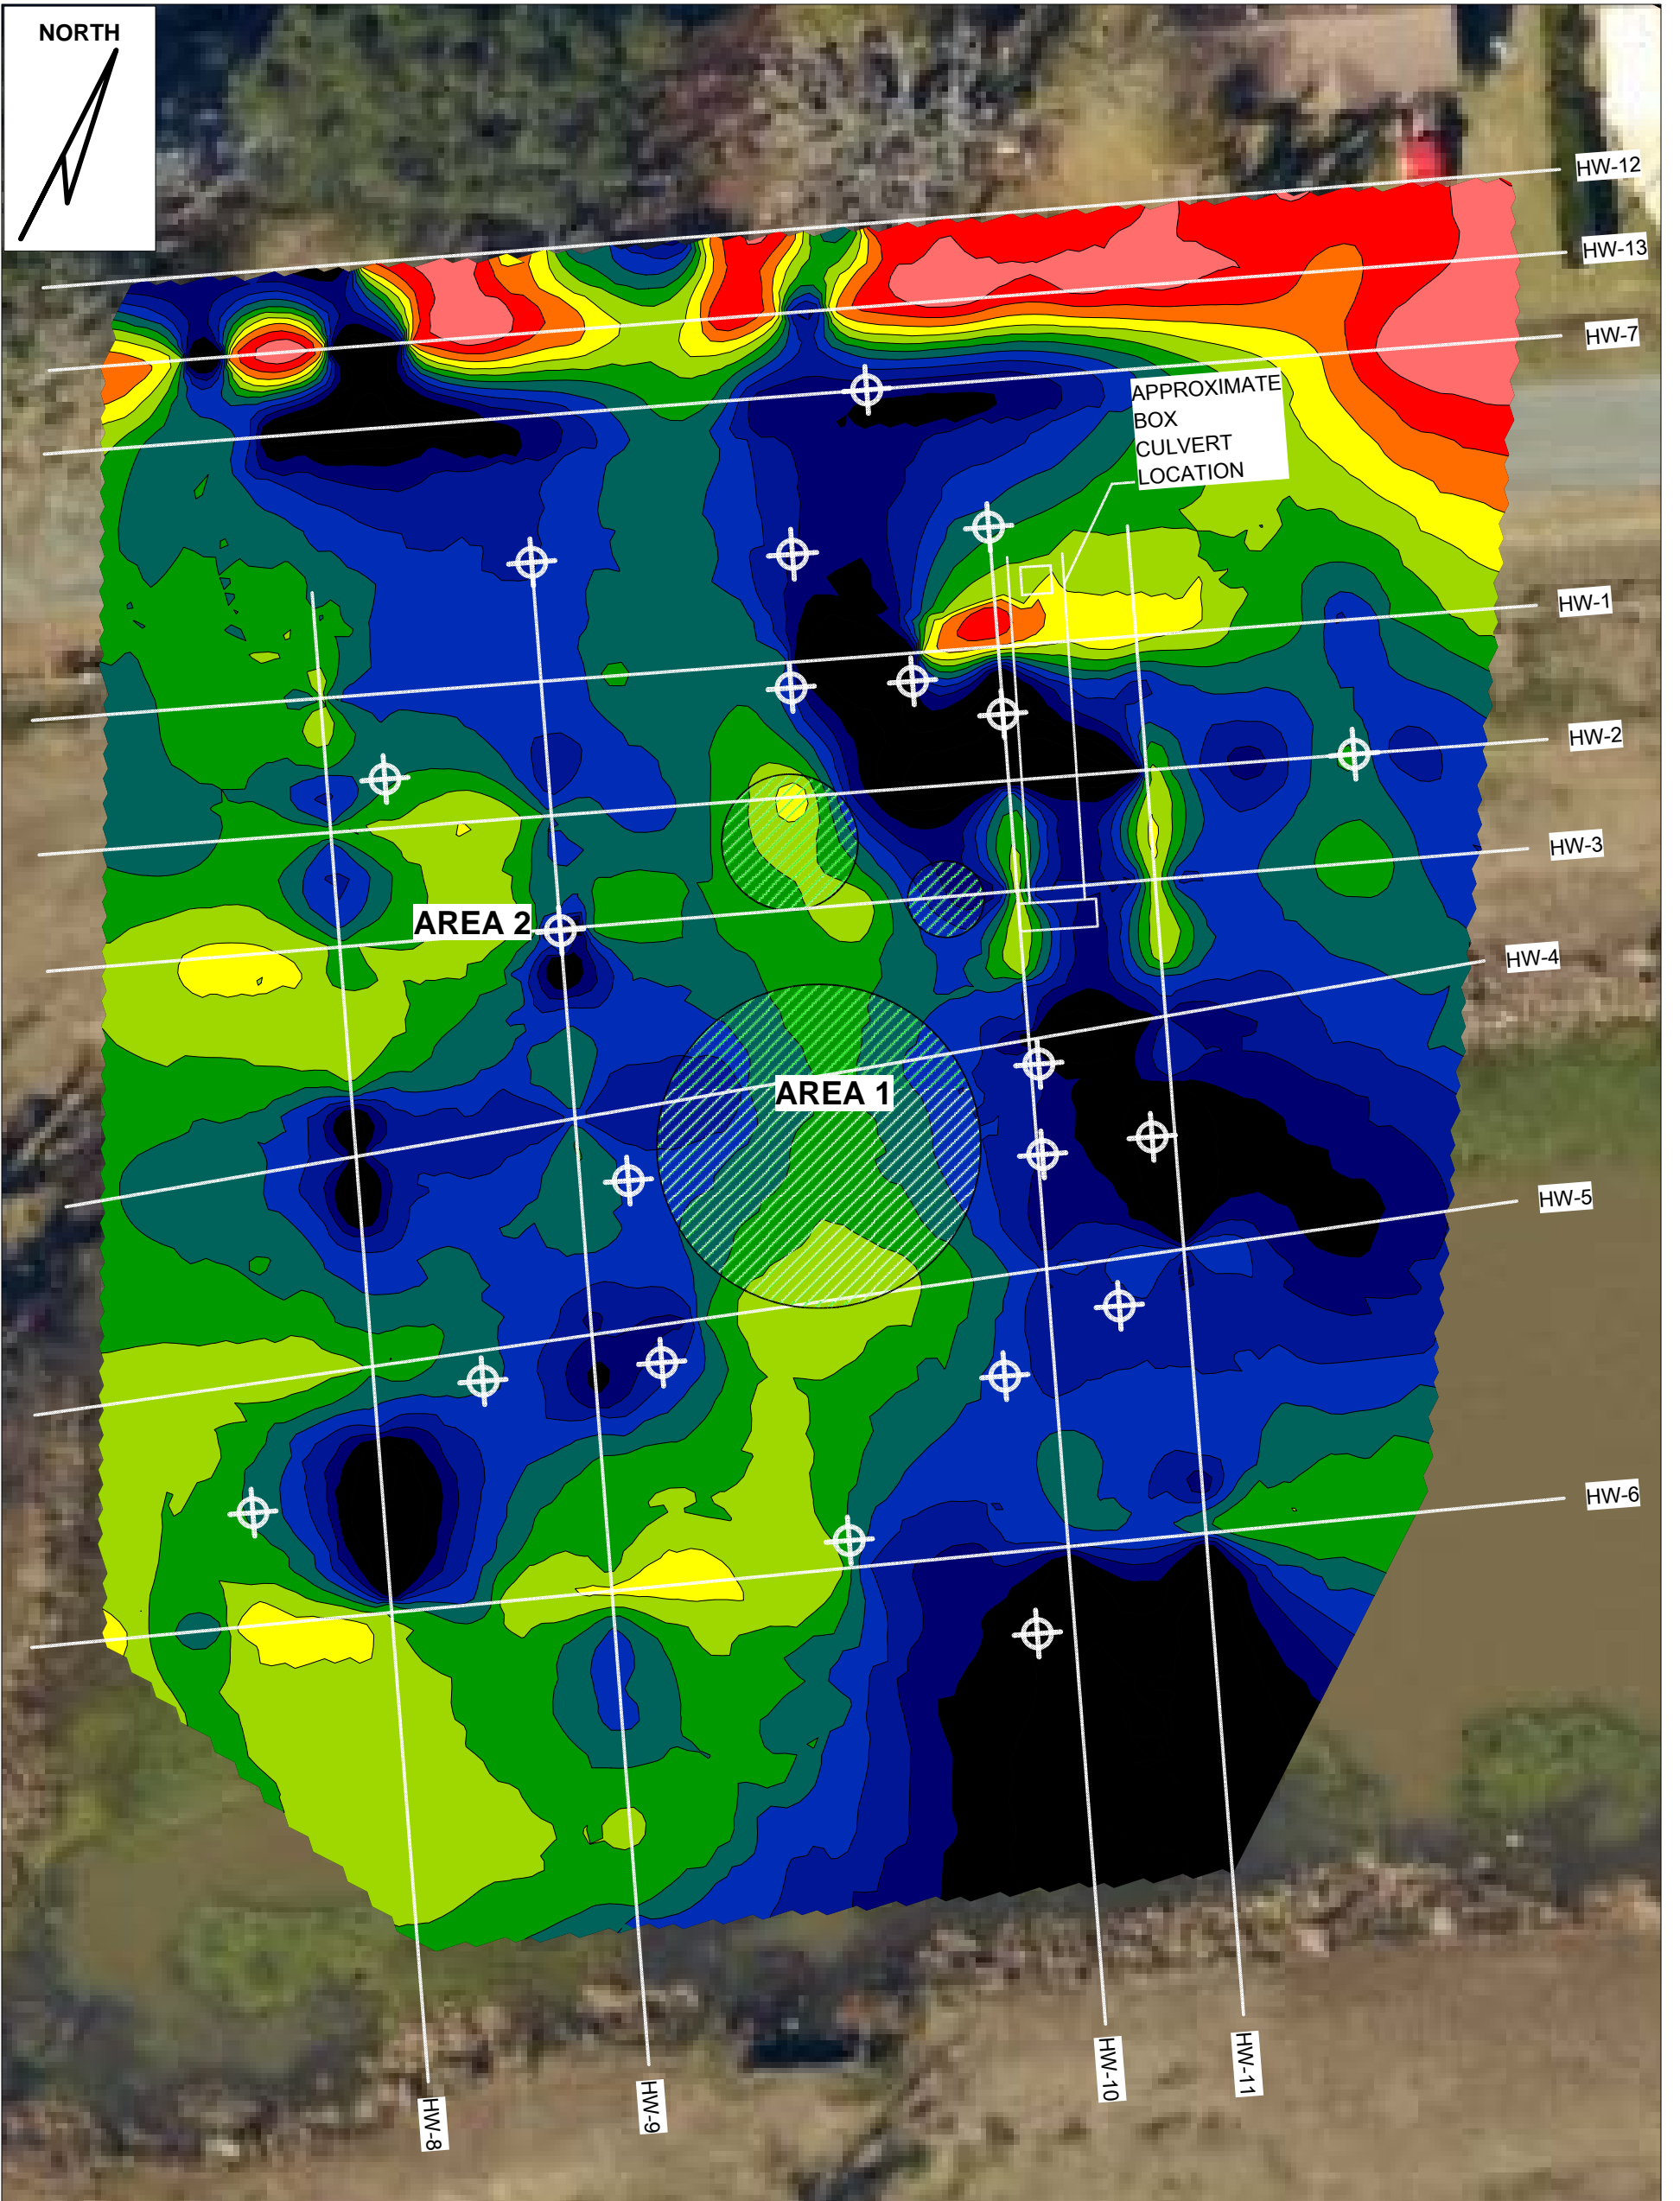 NORTH
HW-12
HW-13
HW-7
APPROXIMATE
BOX
CULVERT
LOCATION
HW-1
HW-2
HW-3
AREA 2
HW-4
AREA 1
HW-5
HW-6
HW-8
HW-9
HW-10
HW-11